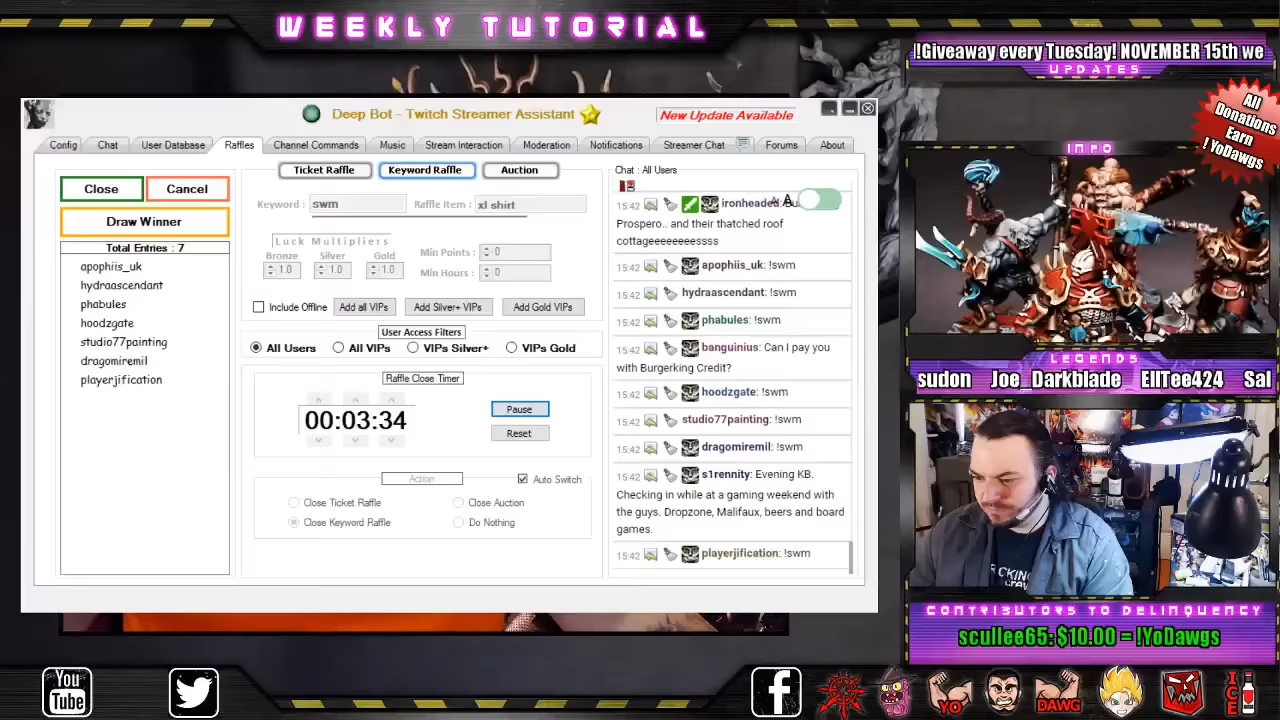 WEEKLY TUTORIAL
!Giveaway every Tuesday! NOVEMBER 15th we
UPDATES
All
Donations
Earn
!YoDawgs
Deep Bot - Twitch Streamer Assistant
New Update Available
Config Chat User Database Raffles Channel Commands Music Stream Interaction Moderation Notifications Streamer Chat Forums About
Close Cancel
Draw Winner
Total Entries : 7
apophiis_uk
hydraascendant
phabules
hoodzgate
studio77painting
dragomiremil
playerjification
Ticket Raffle Keyword Raffle Auction
Keyword : swm Raffle Item : xl shirt
Luck Multipliers
Bronze Silver Gold
1.0 1.0 1.0
Min Points : 0
Min Hours : 0
Include Offline Add all VIPs Add Silver+ VIPs Add Gold VIPs
User Access Filters
All Users All VIPs VIPs Silver+ VIPs Gold
Raffle Close Timer
00:03:34
Pause
Reset
Action Auto Switch
Close Ticket Raffle Close Auction
Close Keyword Raffle Do Nothing
Chat : All Users
15:42 ironheaded:
Prospero.. and their thatched roof
cottageeeeeeessss
15:42 apophiis_uk: !swm
15:42 hydraascendant: !swm
15:42 phabules: !swm
15:42 banguinius: Can I pay you
with Burgerking Credit?
15:42 hoodzgate: !swm
15:42 studio77painting: !swm
15:42 dragomiremil: !swm
15:42 s1rennity: Evening KB.
Checking in while at a gaming weekend with
the guys. Dropzone, Malifaux, beers and board
games.
15:42 playerjification: !swm
INFO
LEGENDS
sudon Joe_Darkblade EllTee424 Sal
CONTRIBUTORS TO DELINQUENCY
scullee65: $10.00 = !YoDawgs
You
Tube
f
YO
DAWG
ICE